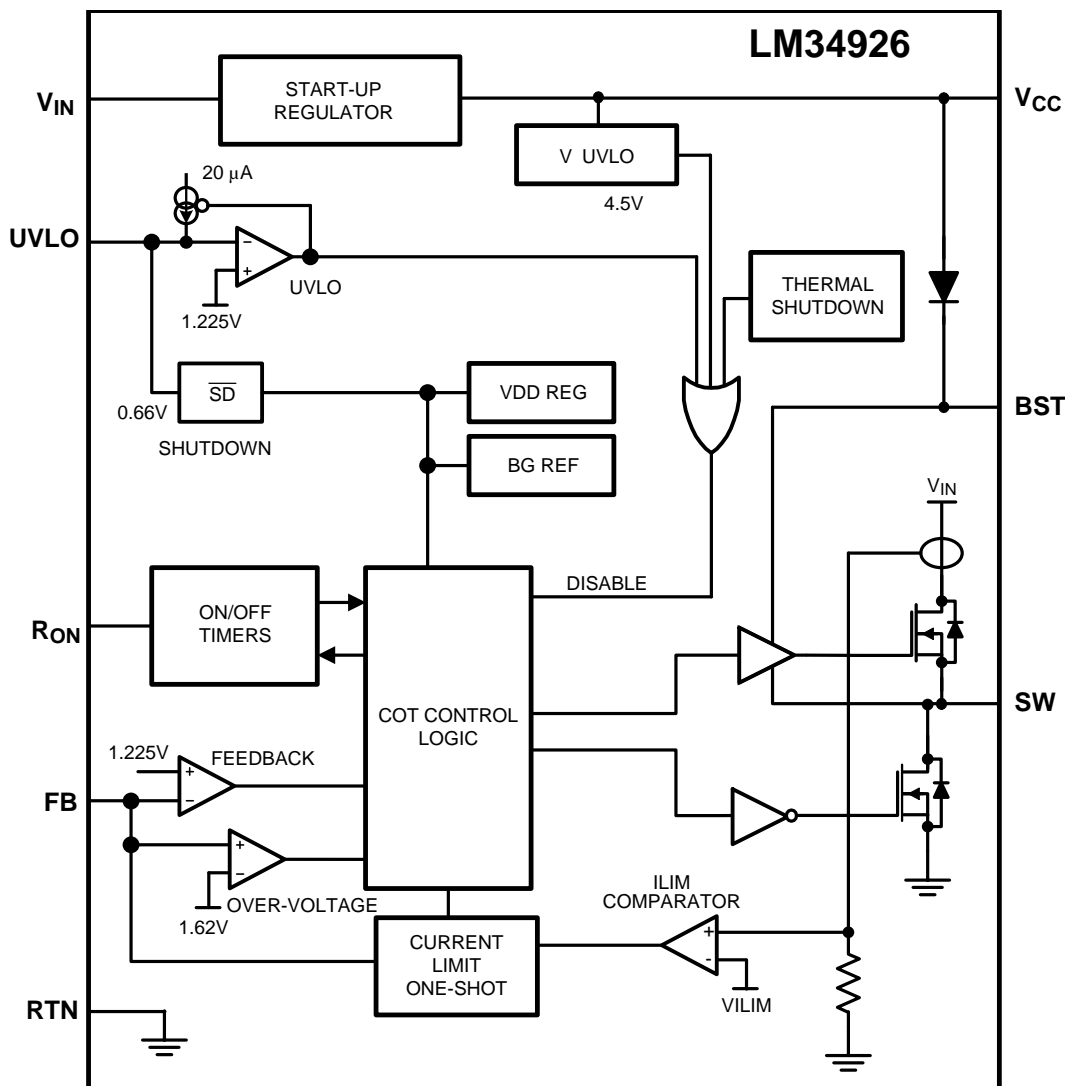 LM34926
VIN
START-UP
REGULATOR
VCC
V UVLO
4.5V
20 µA
UVLO
−
+
UVLO
1.225V
THERMAL
SHUTDOWN
SD
0.66V
SHUTDOWN
VDD REG
BG REF
BST
VIN
RON
ON/OFF
TIMERS
DISABLE
COT CONTROL
LOGIC
SW
1.225V
FEEDBACK
+
−
FB
+
−
1.62V
OVER-VOLTAGE
ILIM
COMPARATOR
+
-
VILIM
CURRENT
LIMIT
ONE-SHOT
RTN